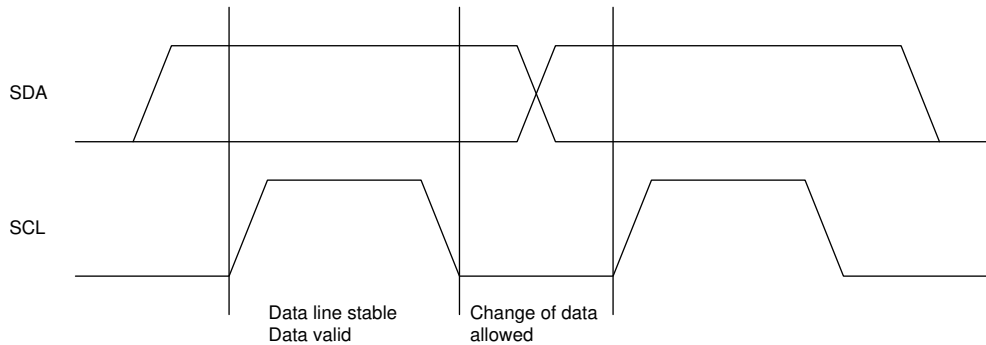 SDA
SCL
Data line stable
Data valid
Change of data
allowed